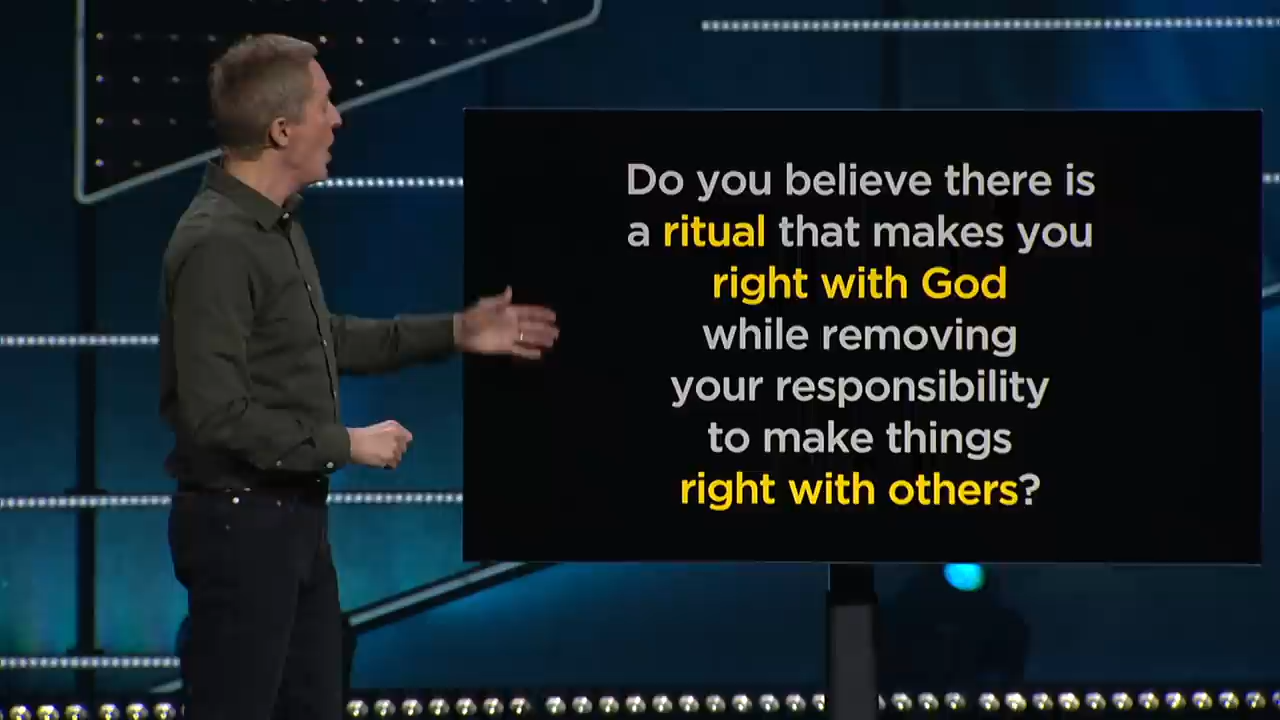 Do you believe there is
a ritual that makes you
right with God
while removing
your responsibility
to make things
right with others?